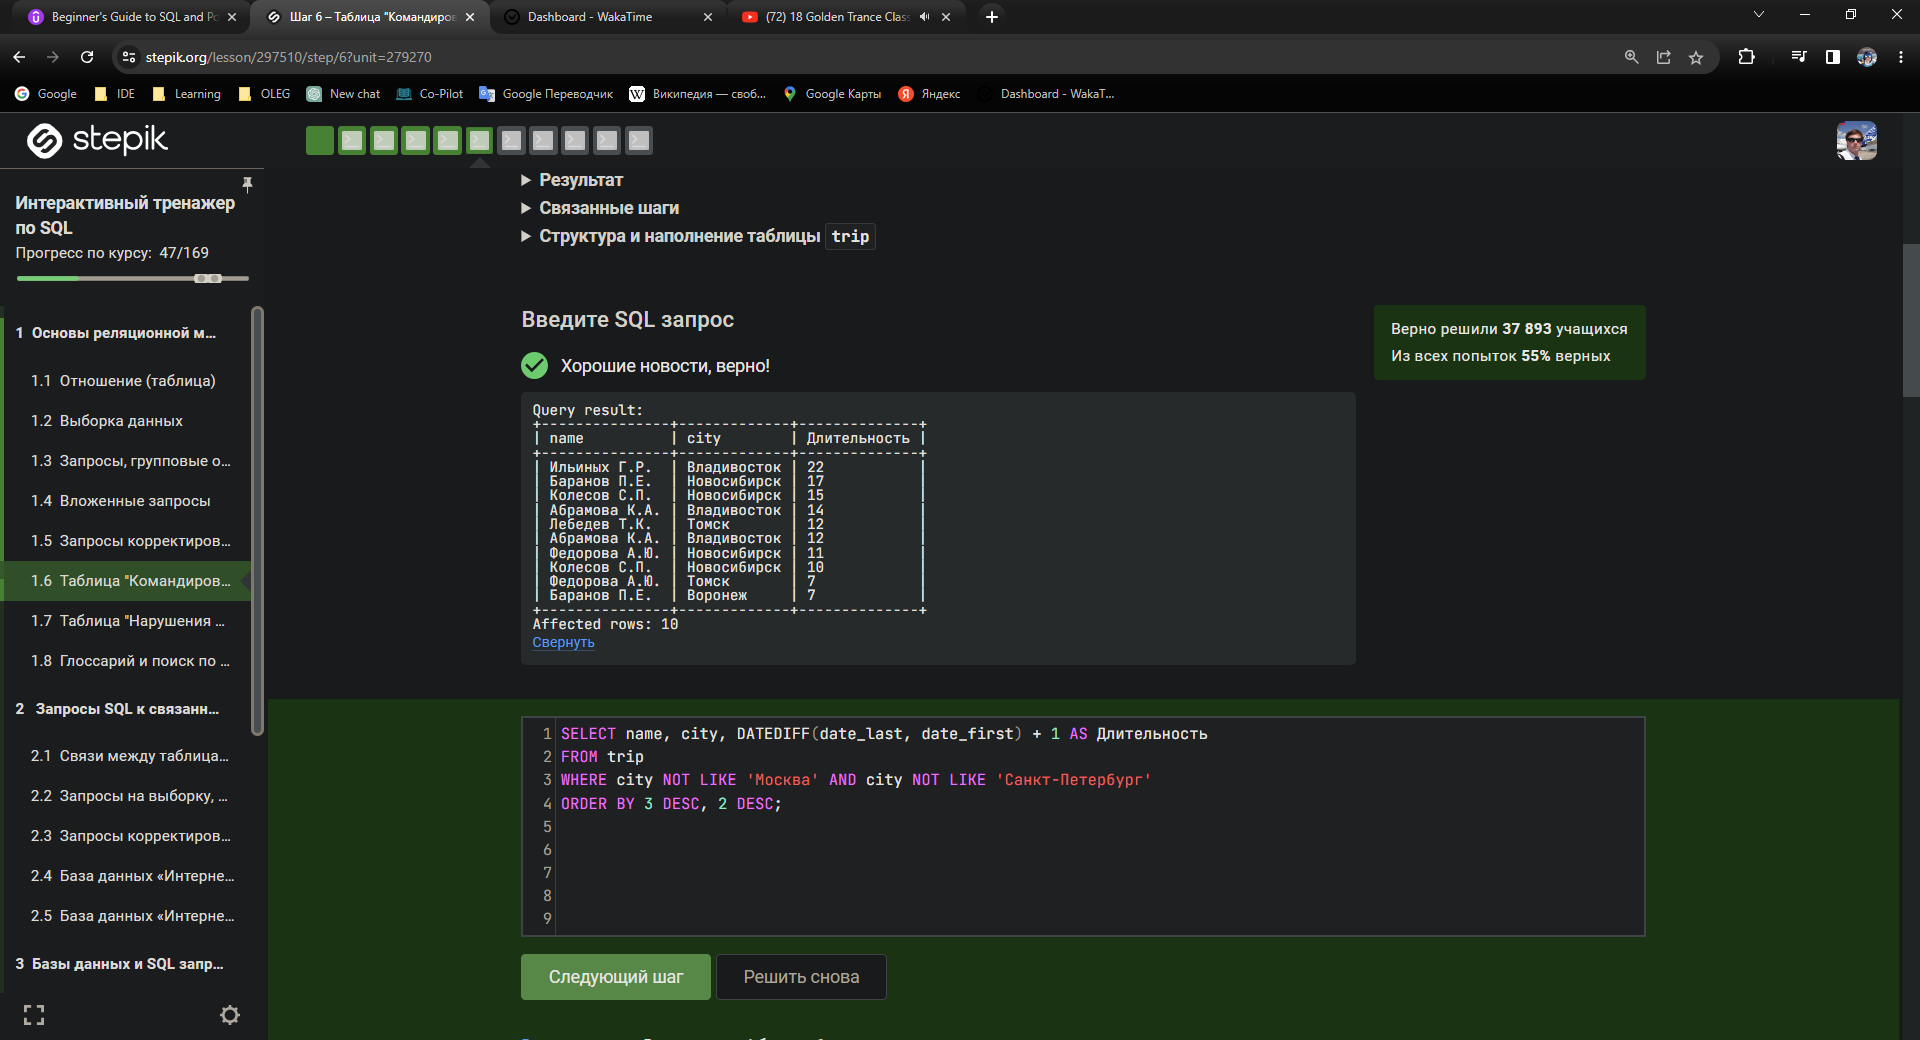 Beginner's Guide to SQL and Po
Шаг 6 – Таблица "Командиров
Dashboard - WakaTime
(72) 18 Golden Trance Class
stepik.org/lesson/297510/step/6?unit=279270
Google IDE Learning OLEG New chat Co-Pilot Google Переводчик Википедия — своб... Google Карты Яндекс Dashboard - WakaT...
stepik
Интерактивный тренажер
по SQL
Прогресс по курсу: 47/169
1 Основы реляционной м...
1.1 Отношение (таблица)
1.2 Выборка данных
1.3 Запросы, групповые о...
1.4 Вложенные запросы
1.5 Запросы корректиров...
1.6 Таблица "Командиров...
1.7 Таблица "Нарушения ...
1.8 Глоссарий и поиск по ...
2 Запросы SQL к связанн...
2.1 Связи между таблица...
2.2 Запросы на выборку, ...
2.3 Запросы корректиров...
2.4 База данных «Интерне...
2.5 База данных «Интерне...
3 Базы данных и SQL запр...
Результат
Связанные шаги
Структура и наполнение таблицы trip
Введите SQL запрос
Хорошие новости, верно!
Верно решили 37 893 учащихся
Из всех попыток 55% верных
Query result:
+---------------+-------------+--------------+
| name | city | Длительность |
+---------------+-------------+--------------+
| Ильиных Г.Р. | Владивосток | 22 |
| Баранов П.Е. | Новосибирск | 17 |
| Колесов С.П. | Новосибирск | 15 |
| Абрамова К.А. | Владивосток | 14 |
| Лебедев Т.К. | Томск | 12 |
| Абрамова К.А. | Владивосток | 12 |
| Федорова А.Ю. | Новосибирск | 11 |
| Колесов С.П. | Новосибирск | 10 |
| Федорова А.Ю. | Томск | 7 |
| Баранов П.Е. | Воронеж | 7 |
+---------------+-------------+--------------+
Affected rows: 10
Свернуть
1 SELECT name, city, DATEDIFF(date_last, date_first) + 1 AS Длительность
2 FROM trip
3 WHERE city NOT LIKE 'Москва' AND city NOT LIKE 'Санкт-Петербург'
4 ORDER BY 3 DESC, 2 DESC;
5
6
7
8
9
Следующий шаг
Решить снова